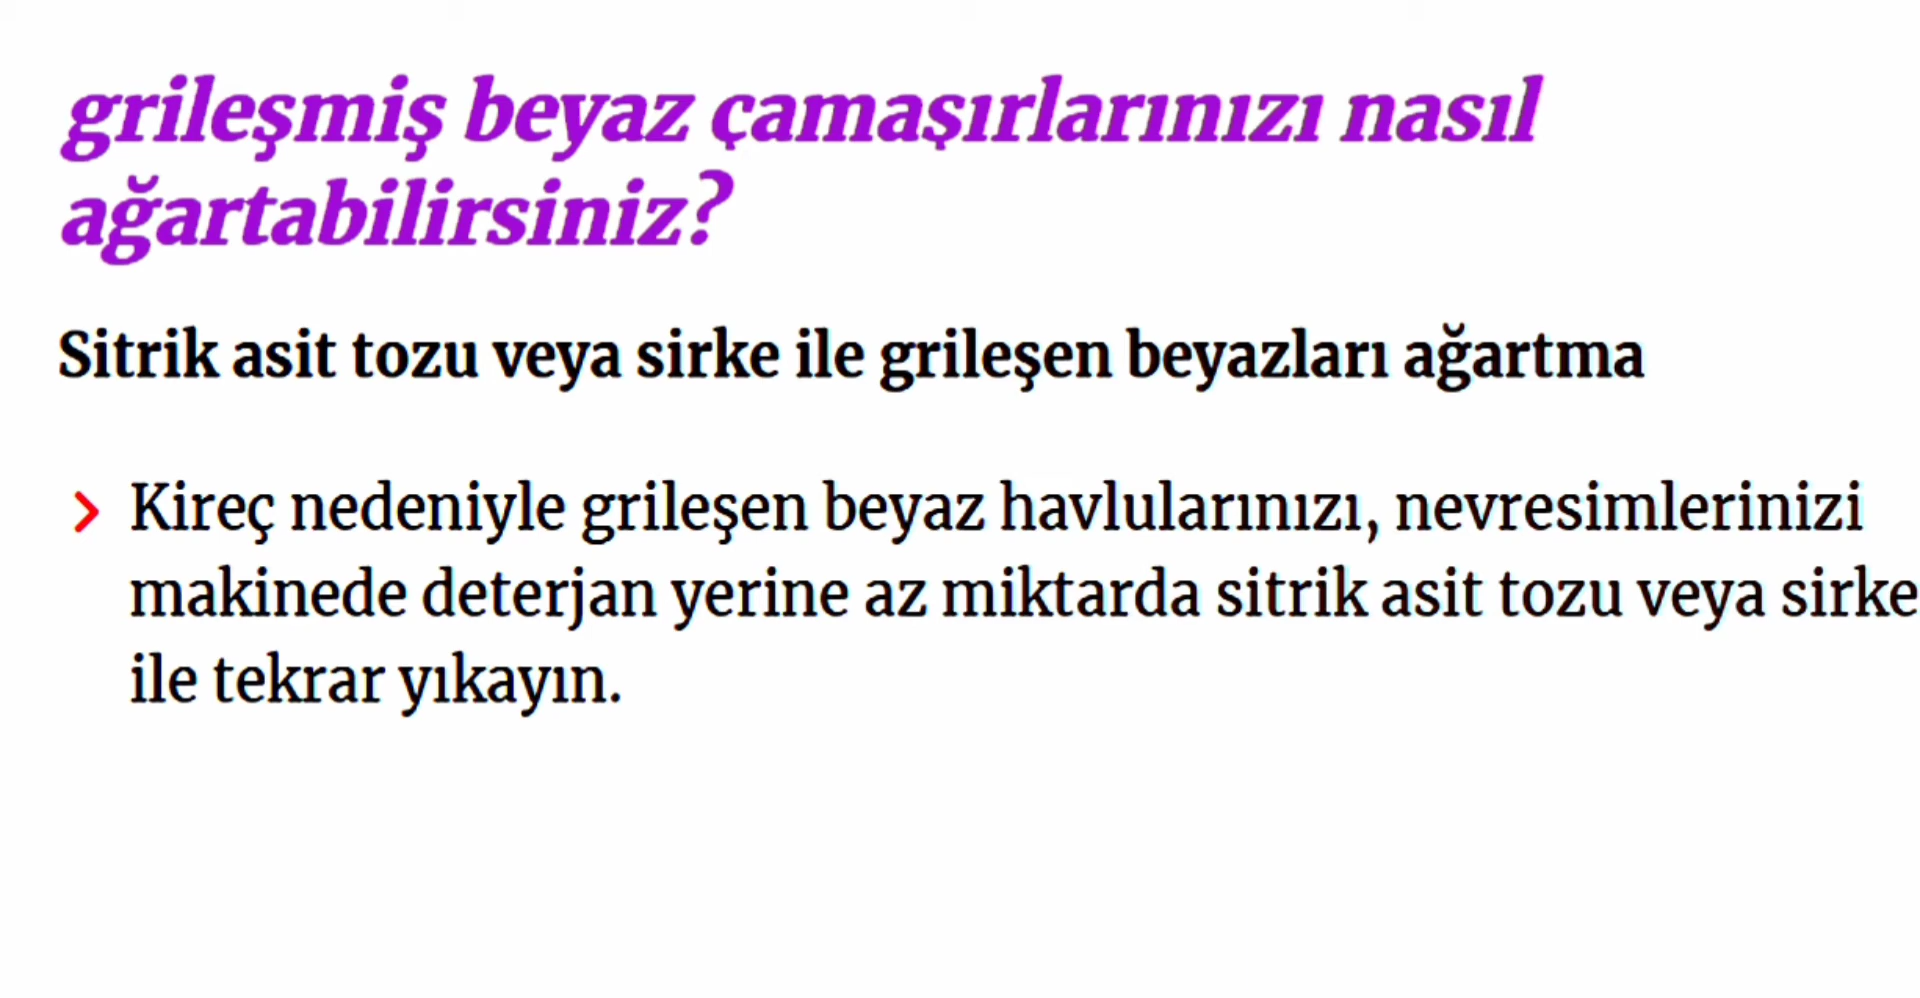 grileşmiş beyaz çamaşırlarınızı nasıl
ağartabilirsiniz?
Sitrik asit tozu veya sirke ile grileşen beyazları ağartma
Kireç nedeniyle grileşen beyaz havlularınızı, nevresimlerinizi
makinede deterjan yerine az miktarda sitrik asit tozu veya sirke
ile tekrar yıkayın.